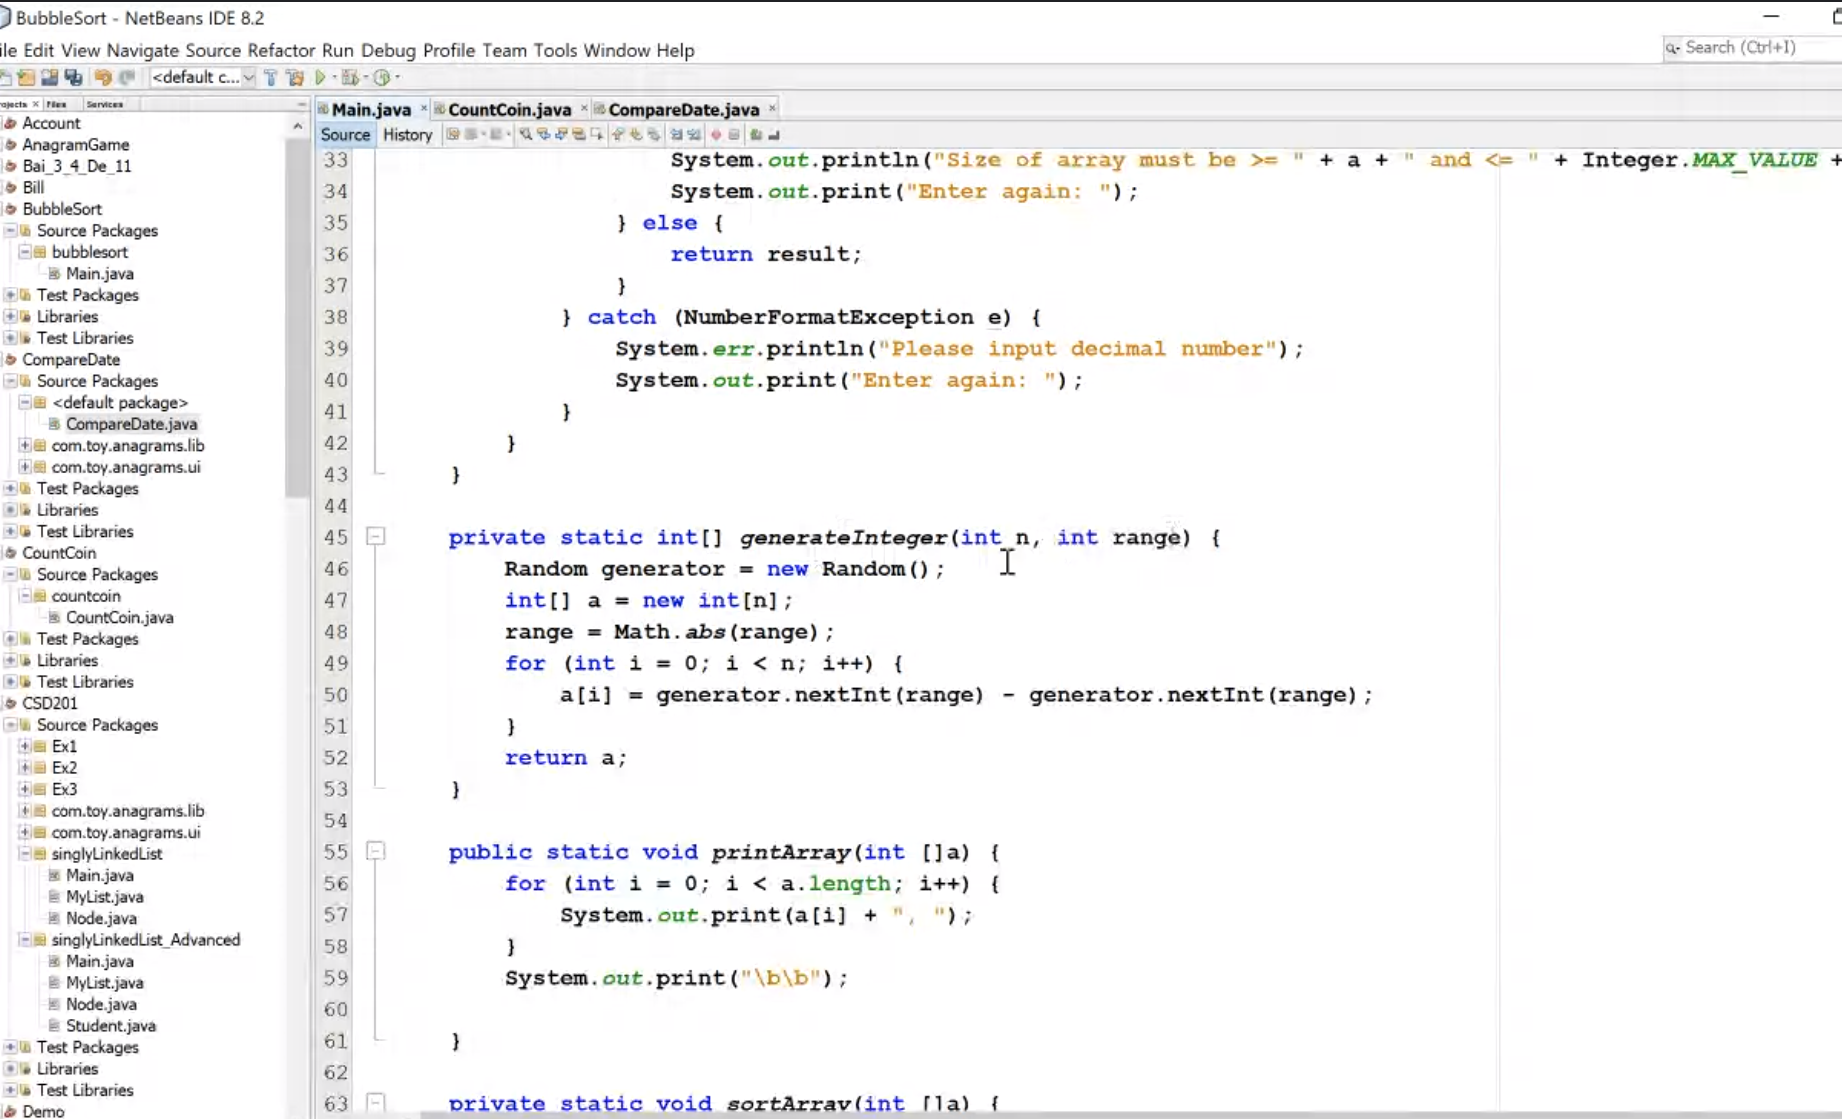 BubbleSort - NetBeans IDE 8.2
ile Edit View Navigate Source Refactor Run Debug Profile Team Tools Window Help
Search (Ctrl+I)
<default c...
ojects Files Services
Account
AnagramGame
Bai_3_4_De_11
Bill
BubbleSort
Source Packages
bubblesort
Main.java
Test Packages
Libraries
Test Libraries
CompareDate
Source Packages
<default package>
CompareDate.java
com.toy.anagrams.lib
com.toy.anagrams.ui
Test Packages
Libraries
Test Libraries
CountCoin
Source Packages
countcoin
CountCoin.java
Test Packages
Libraries
Test Libraries
CSD201
Source Packages
Ex1
Ex2
Ex3
com.toy.anagrams.lib
com.toy.anagrams.ui
singlyLinkedList
Main.java
MyList.java
Node.java
singlyLinkedList_Advanced
Main.java
MyList.java
Node.java
Student.java
Test Packages
Libraries
Test Libraries
Demo
Main.java CountCoin.java CompareDate.java
Source History
33 System.out.println("Size of array must be >= " + a + " and <= " + Integer.MAX_VALUE +
34 System.out.print("Enter again: ");
35 } else {
36 return result;
37 }
38 } catch (NumberFormatException e) {
39 System.err.println("Please input decimal number");
40 System.out.print("Enter again: ");
41 }
42 }
43 }
44
45 private static int[] generateInteger(int n, int range) {
46 Random generator = new Random();
47 int[] a = new int[n];
48 range = Math.abs(range);
49 for (int i = 0; i < n; i++) {
50 a[i] = generator.nextInt(range) - generator.nextInt(range);
51 }
52 return a;
53 }
54
55 public static void printArray(int []a) {
56 for (int i = 0; i < a.length; i++) {
57 System.out.print(a[i] + ", ");
58 }
59 System.out.print("\b\b");
60
61 }
62
63 private static void sortArray(int []a) {